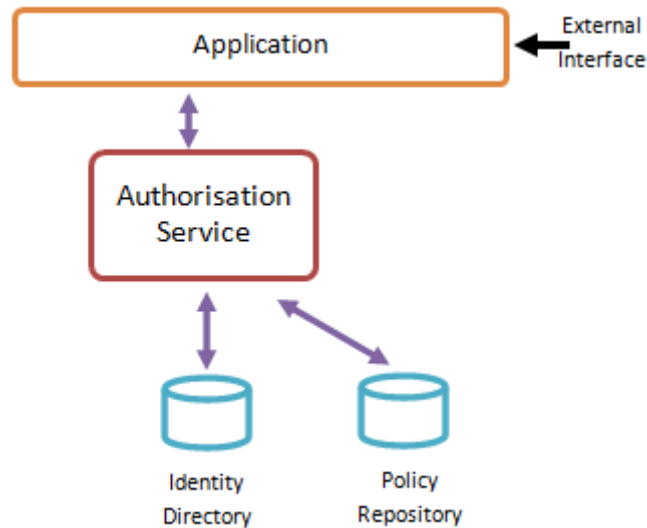 Application
External
Interface
Authorisation
Service
Identity
Directory
Policy
Repository